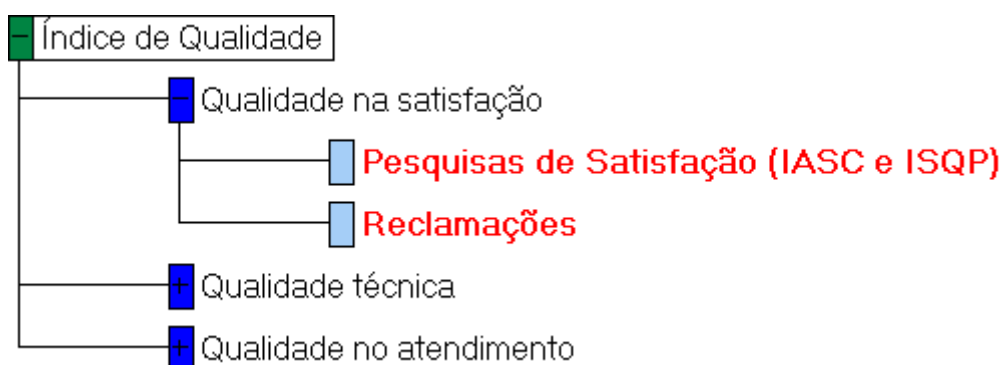 Índice de Qualidade
Qualidade na satisfação
Pesquisas de Satisfação (IASC e ISQP)
Reclamações
Qualidade técnica
Qualidade no atendimento